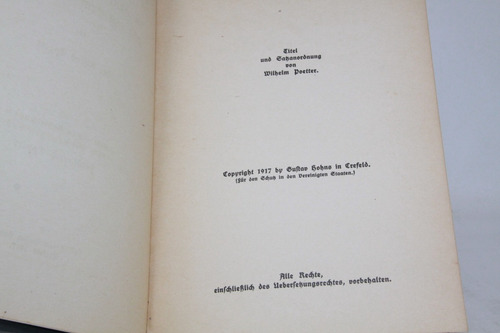 Titel
und Satzanordnung
von
Wilhelm Poetter.
Copyright 1917 by Gustav Hohns in Crefeld.
(Für den Schutz in den Vereinigten Staaten.)
Alle Rechte,
einschließlich des Uebersetzungsrechtes, vorbehalten.